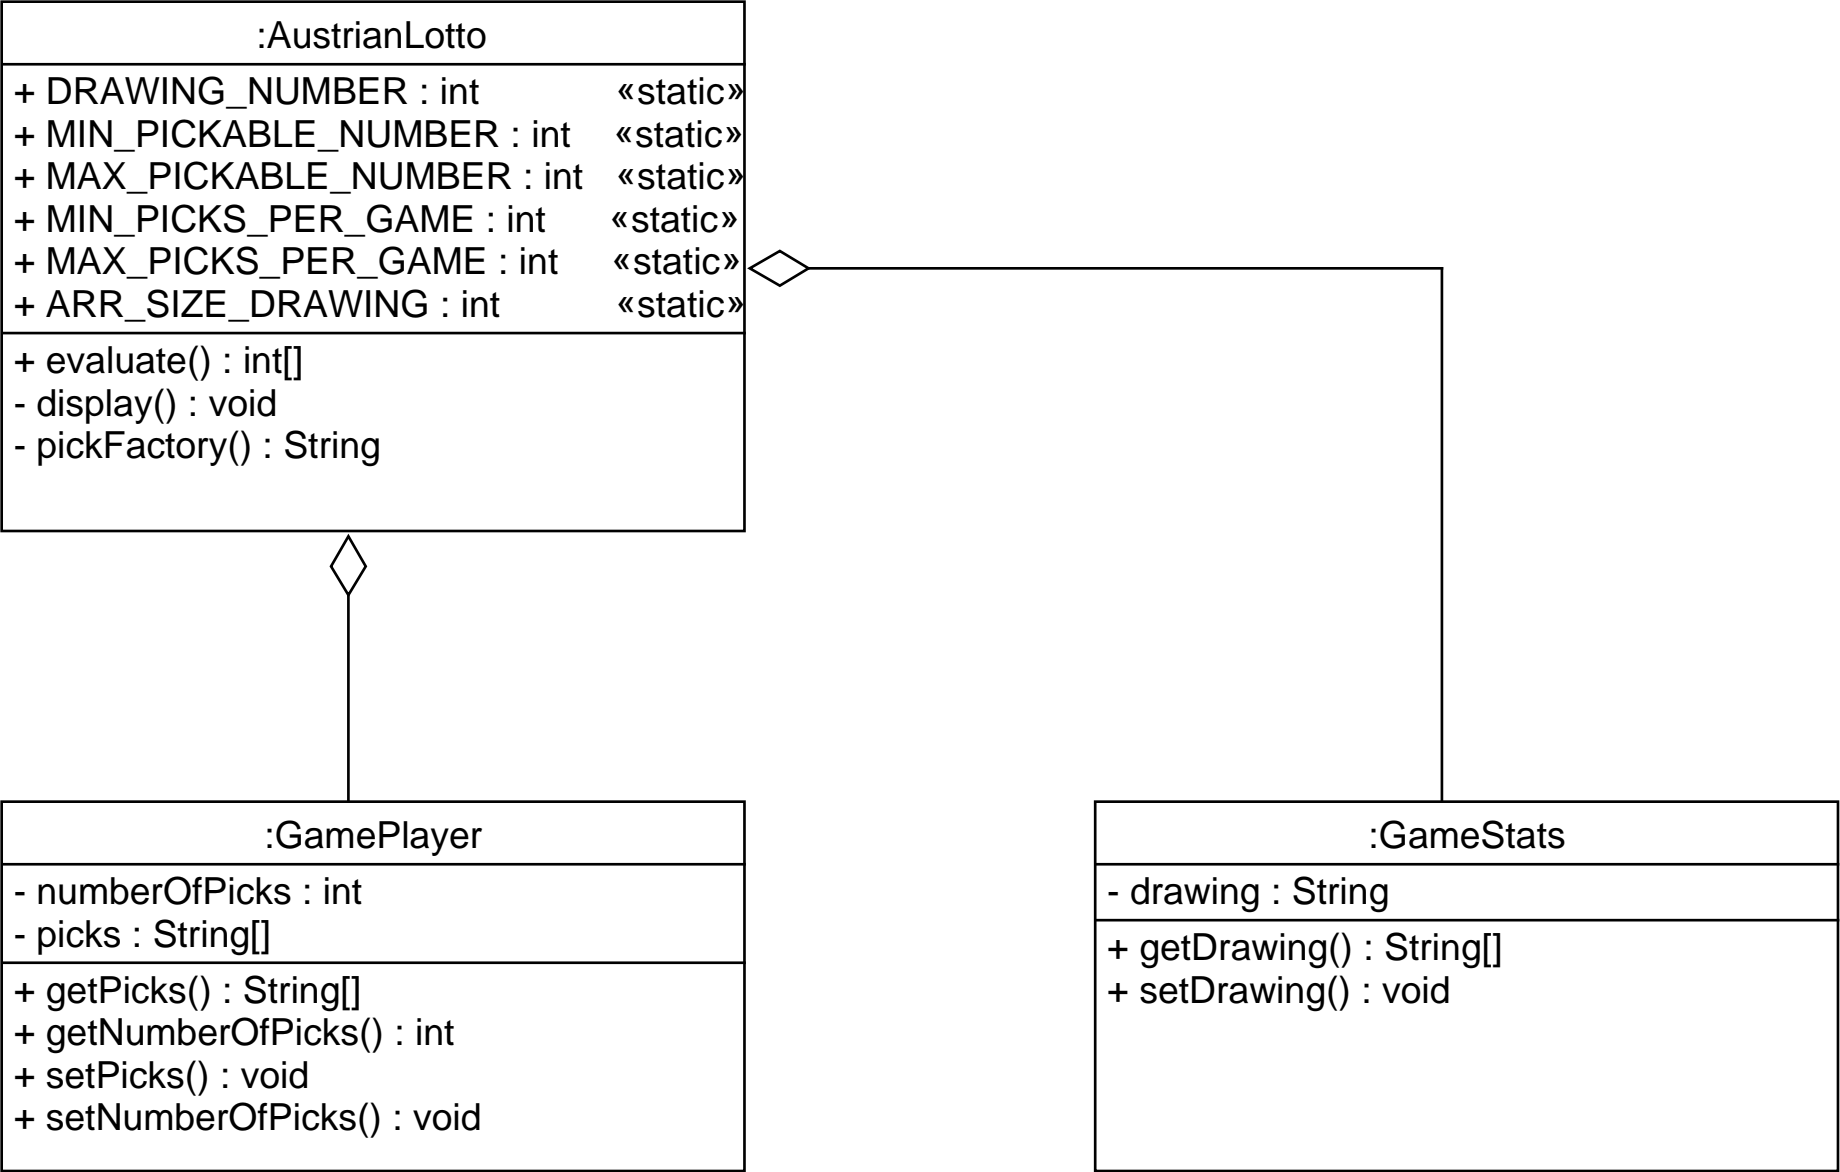 :AustrianLotto
+ DRAWING_NUMBER : int «static»
+ MIN_PICKABLE_NUMBER : int «static»
+ MAX_PICKABLE_NUMBER : int «static»
+ MIN_PICKS_PER_GAME : int «static»
+ MAX_PICKS_PER_GAME : int «static»
+ ARR_SIZE_DRAWING : int «static»
+ evaluate() : int[]
- display() : void
- pickFactory() : String
:GamePlayer
- numberOfPicks : int
- picks : String[]
+ getPicks() : String[]
+ getNumberOfPicks() : int
+ setPicks() : void
+ setNumberOfPicks() : void
:GameStats
- drawing : String
+ getDrawing() : String[]
+ setDrawing() : void